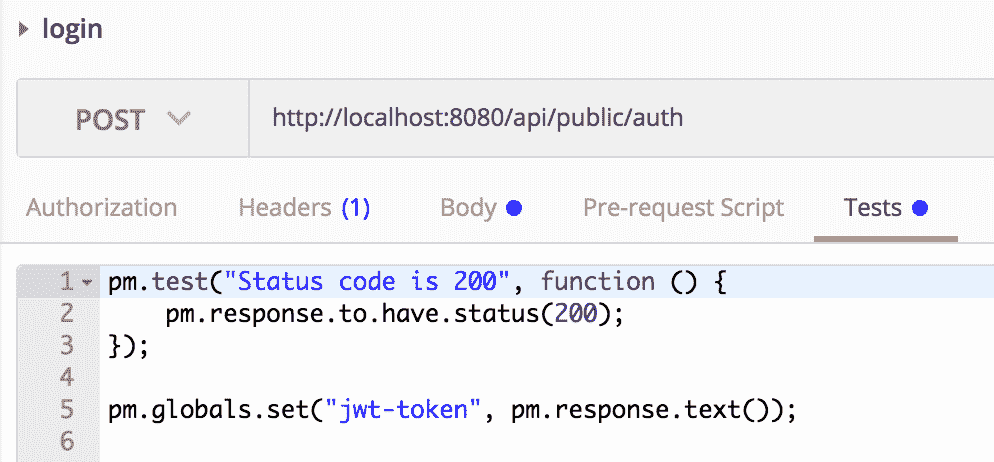 login
POST http://localhost:8080/api/public/auth
Authorization Headers (1) Body Pre-request Script Tests
1 pm.test("Status code is 200", function () {
2 pm.response.to.have.status(200);
3 });
4
5 pm.globals.set("jwt-token", pm.response.text());
6